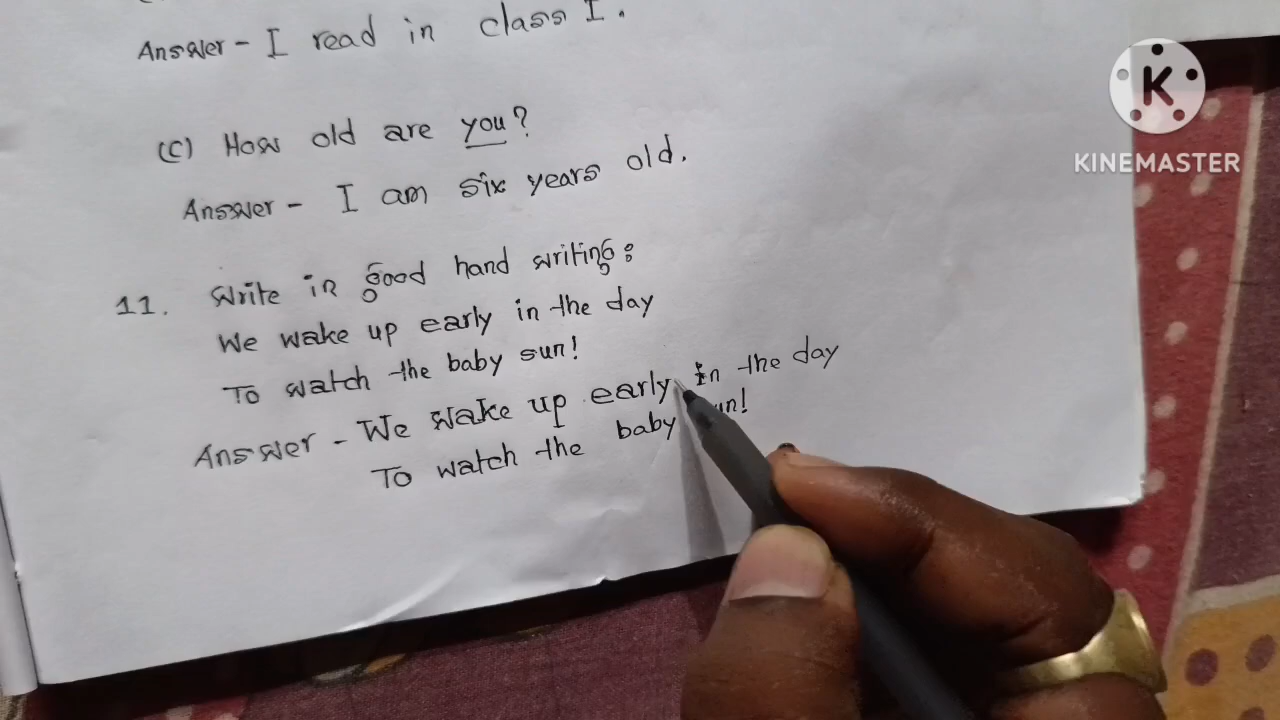 Answer - I read in class I.
(C) How old are you?
Answer - I am six years old.
11. Write in good hand writing:
We wake up early in the day
To watch the baby sun!
Answer - We wake up early in the day
To watch the baby sun!
K
KINEMASTER